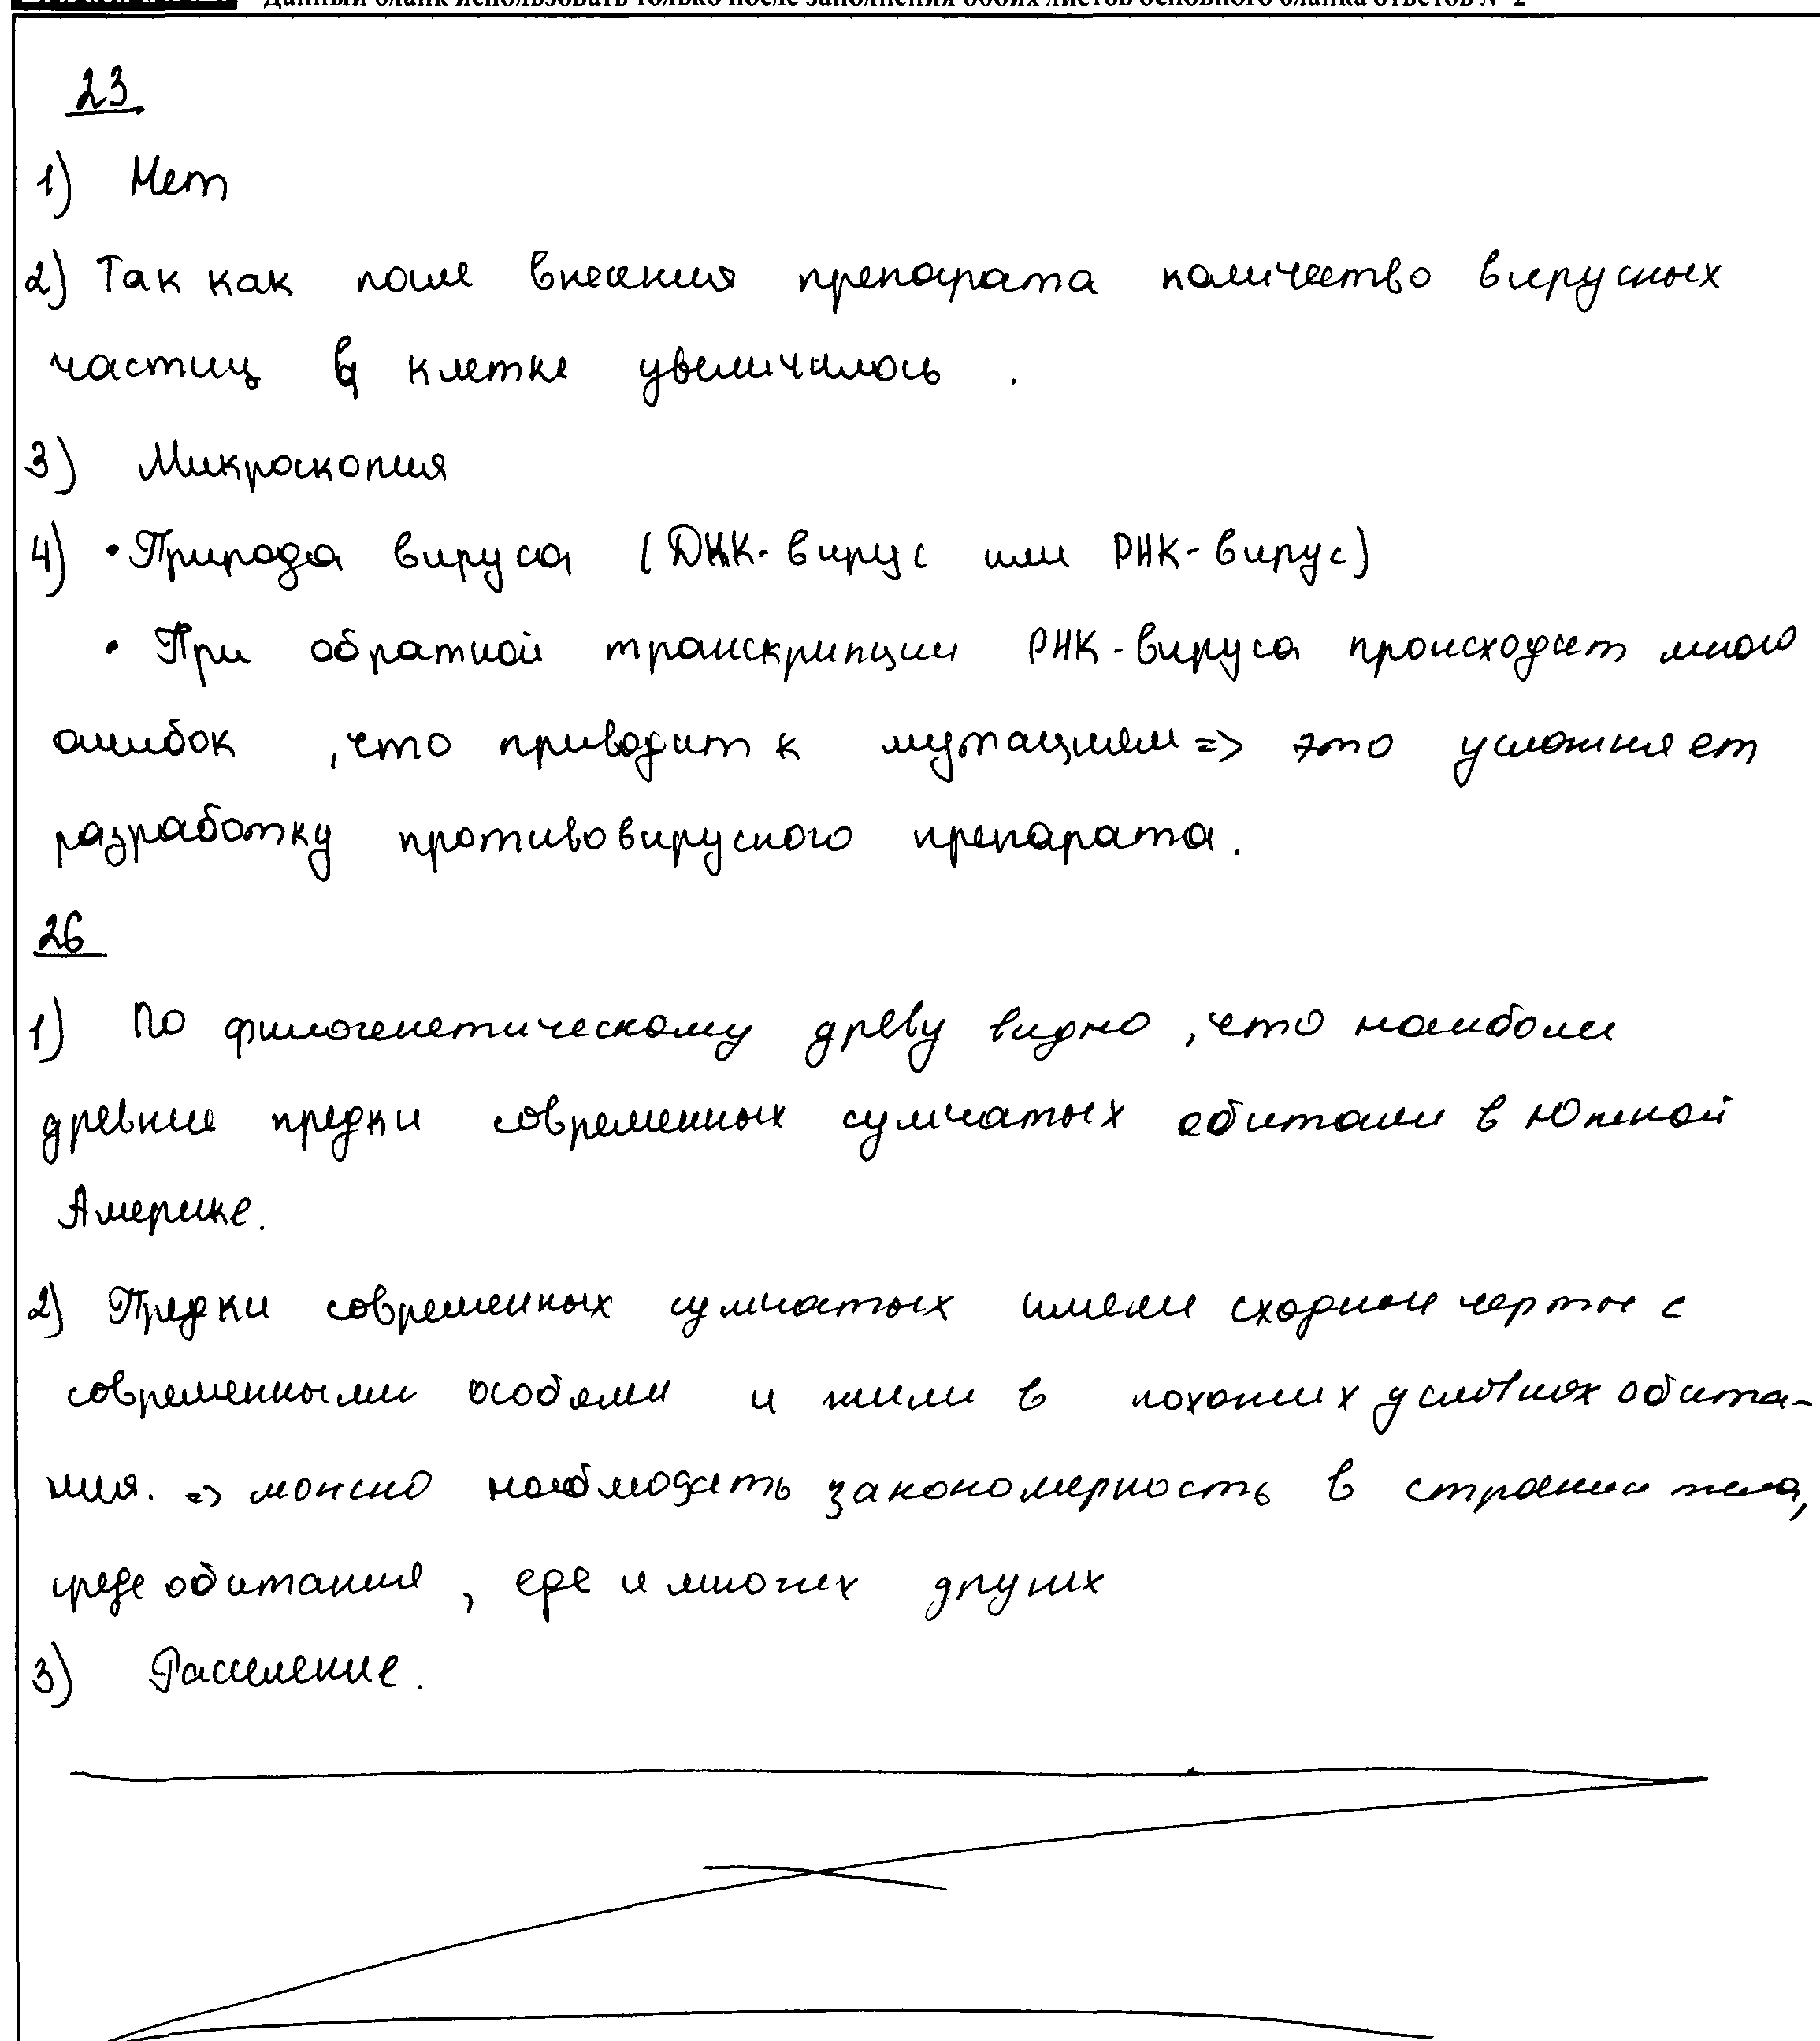 Данный бланк использовать только после заполнения обоих листов основного бланка ответов № 2
23
1) Нет
2) Так как после внесения препарата количество вирусных
частиц в клетке увеличилось.
3) Микроскопия
4) • Природа вируса (ДНК-вирус или РНК-вирус)
• При обратной транскрипции РНК-вируса происходит много
ошибок, что приводит к мутациям => это усложняет
разработку противовирусного препарата.
26
1) По филогенетическому древу видно, что наиболее
древние предки современных сумчатых обитали в Южной
Америке.
2) Предки современных сумчатых имели сходные черты с
современными особями и жили в похожих условиях обита-
ния. => можно наблюдать закономерность в строении тела,
среде обитания, еде и многих других
3) Расселение.